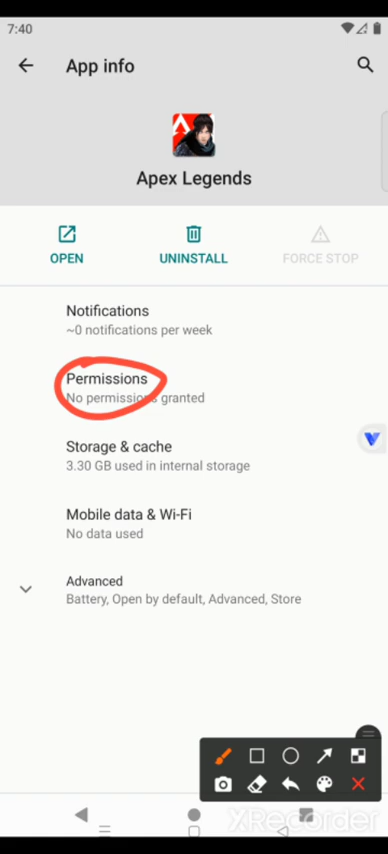 7:40
App info
Apex Legends
OPEN UNINSTALL FORCE STOP
Notifications
~0 notifications per week
Permissions
No permissions granted
Storage & cache
3.30 GB used in internal storage
Mobile data & Wi-Fi
No data used
Advanced
Battery, Open by default, Advanced, Store
XRecorder